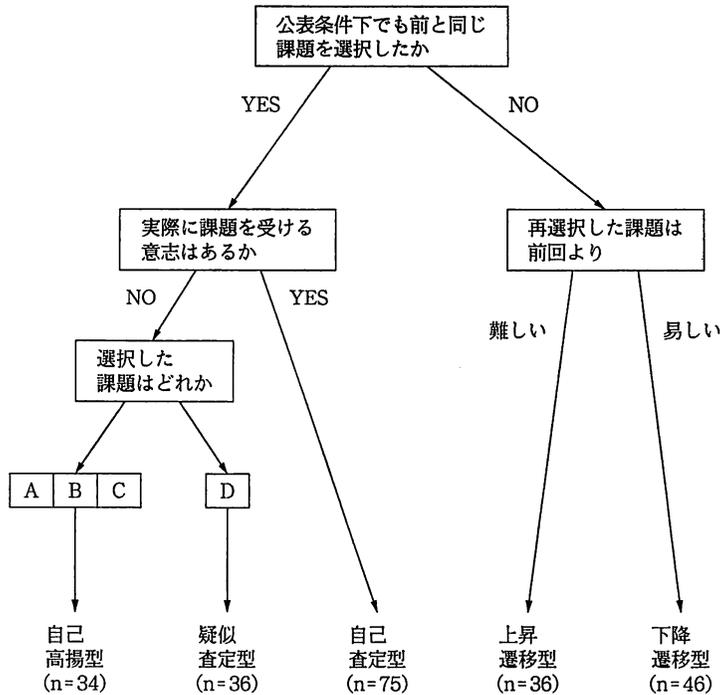 公表条件下でも前と同じ
課題を選択したか
YES
NO
実際に課題を受ける
意志はあるか
再選択した課題は
前回より
NO
YES
難しい
易しい
選択した
課題はどれか
A B C
D
自己
高揚型
(n=34)
疑似
査定型
(n=36)
自己
査定型
(n=75)
上昇
遷移型
(n=36)
下降
遷移型
(n=46)